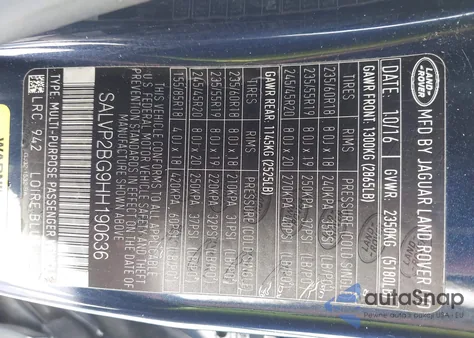 LAND
ROVER
MFD BY JAGUAR LAND ROVER
DATE: 10/16 GVWR: 2350KG (5180LB)
GAWR FRONT: 1300KG (2865LB)
TIRES RIMS PRESSURE (COLD
235/60R18 8.0J x 18 240KPA 35PSI
235/55R19 8.0J x 19 250KPA 37PSI
245/45R20 8.0J x 20 270KPA
GAWR REAR 1145KG (2525LB)
TIRES RIMS PRESSURE (COLD
235/60R18 8.0J x 18 210KPA
235/55R19 8.0J x 19 220KPA 32PSI
245/45R20 8.0J x 20
155/85R18 4.0J x 18 420KPA 60PSI
THIS VEHICLE CONFORMS TO ALL APPLICABLE
U S FEDERAL MOTOR VEHICLE SAFETY AND THEFT
PREVENTION STANDARDS IN EFFECT ON THE DATE OF
MANUFACTURE SHOWN ABOVE
SALVP2BG9HH190636
TYPE: MULTI-PURPOSE PASSENGER
LRC 942 LOIRE BLU
autoSnap